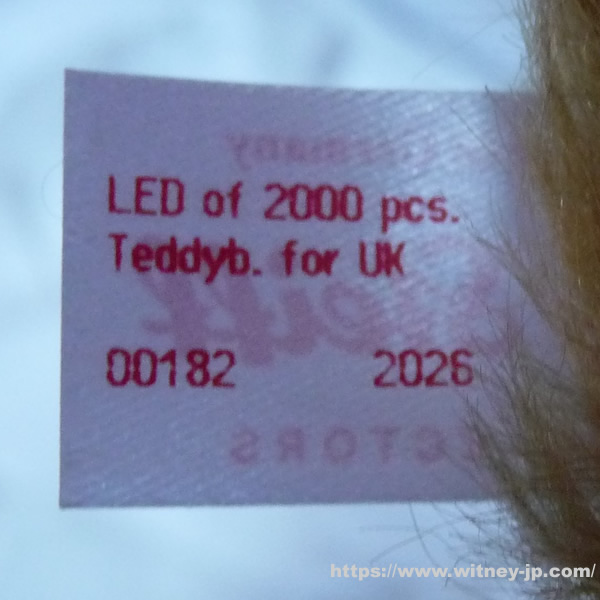 LED of 2000 pcs.
Teddyb. for UK
00182 2026
https://www.witney-jp.com/